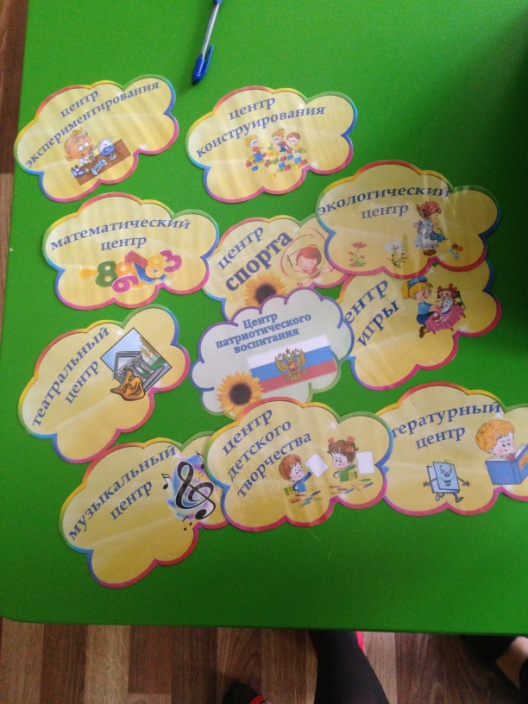 центр
экспериментирования
центр
конструирования
математический
центр
центр
спорта
экологический
центр
театральный
центр
Центр
патриотического
воспитания
ентр
игры
музыкальный
центр
центр
детского
творчества
тературный
центр